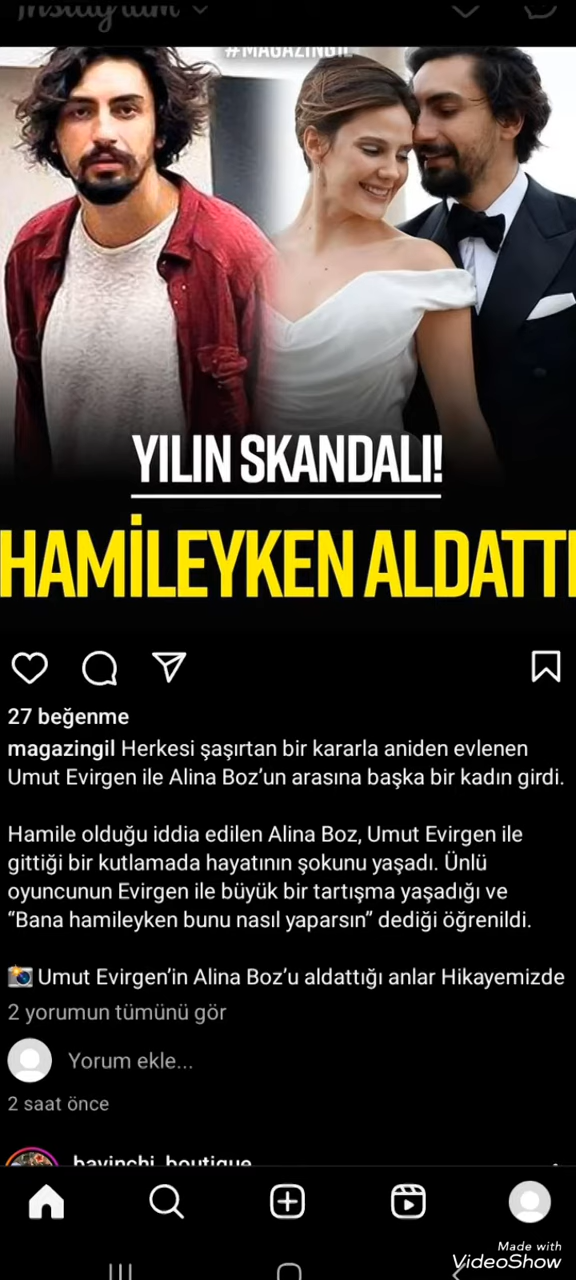 Instagram
#MAGAZINGIL
YILIN SKANDALI!
HAMİLEYKEN ALDATTI
27 beğenme
magazingil Herkesi şaşırtan bir kararla aniden evlenen
Umut Evirgen ile Alina Boz’un arasına başka bir kadın girdi.
Hamile olduğu iddia edilen Alina Boz, Umut Evirgen ile
gittiği bir kutlamada hayatının şokunu yaşadı. Ünlü
oyuncunun Evirgen ile büyük bir tartışma yaşadığı ve
“Bana hamileyken bunu nasıl yaparsın” dediği öğrenildi.
📸 Umut Evirgen’in Alina Boz’u aldattığı anlar Hikayemizde
2 yorumun tümünü gör
Yorum ekle...
2 saat önce
bavinchi_boutique
Made with
VideoShow